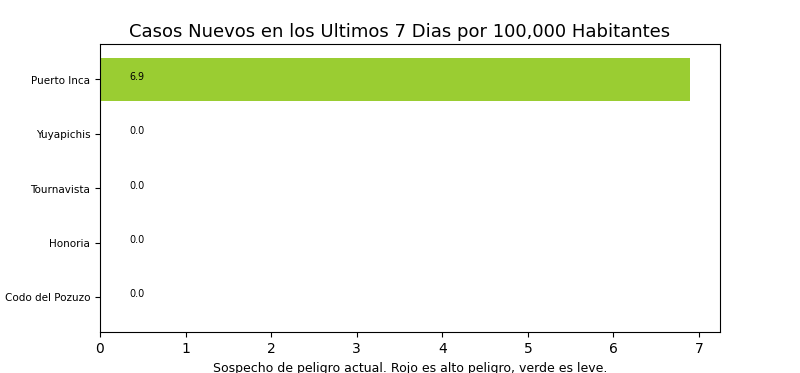 Casos Nuevos en los Ultimos 7 Dias por 100,000 Habitantes
Puerto Inca 6.9
Yuyapichis 0.0
Tournavista 0.0
Honoria 0.0
Codo del Pozuzo 0.0
0 1 2 3 4 5 6 7
Sospecho de peligro actual. Rojo es alto peligro, verde es leve.